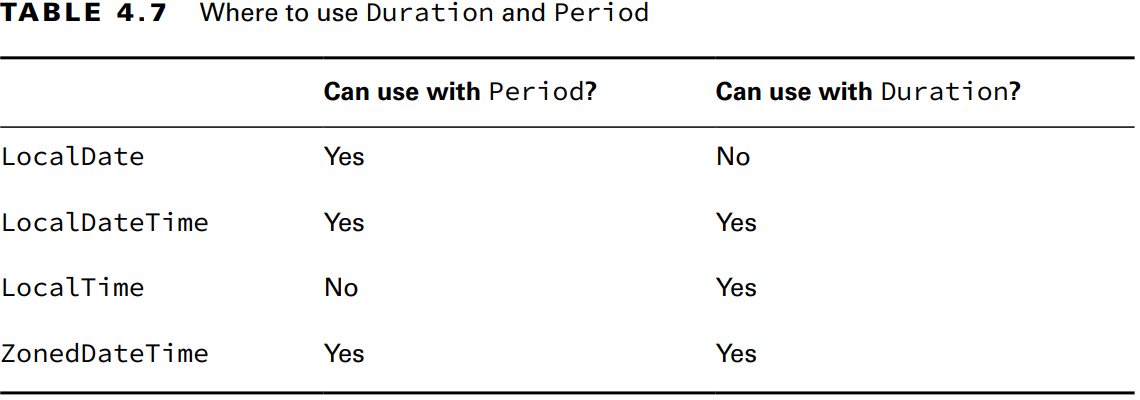 TABLE 4.7 Where to use Duration and Period
Can use with Period? Can use with Duration?
LocalDate Yes No
LocalDateTime Yes Yes
LocalTime No Yes
ZonedDateTime Yes Yes